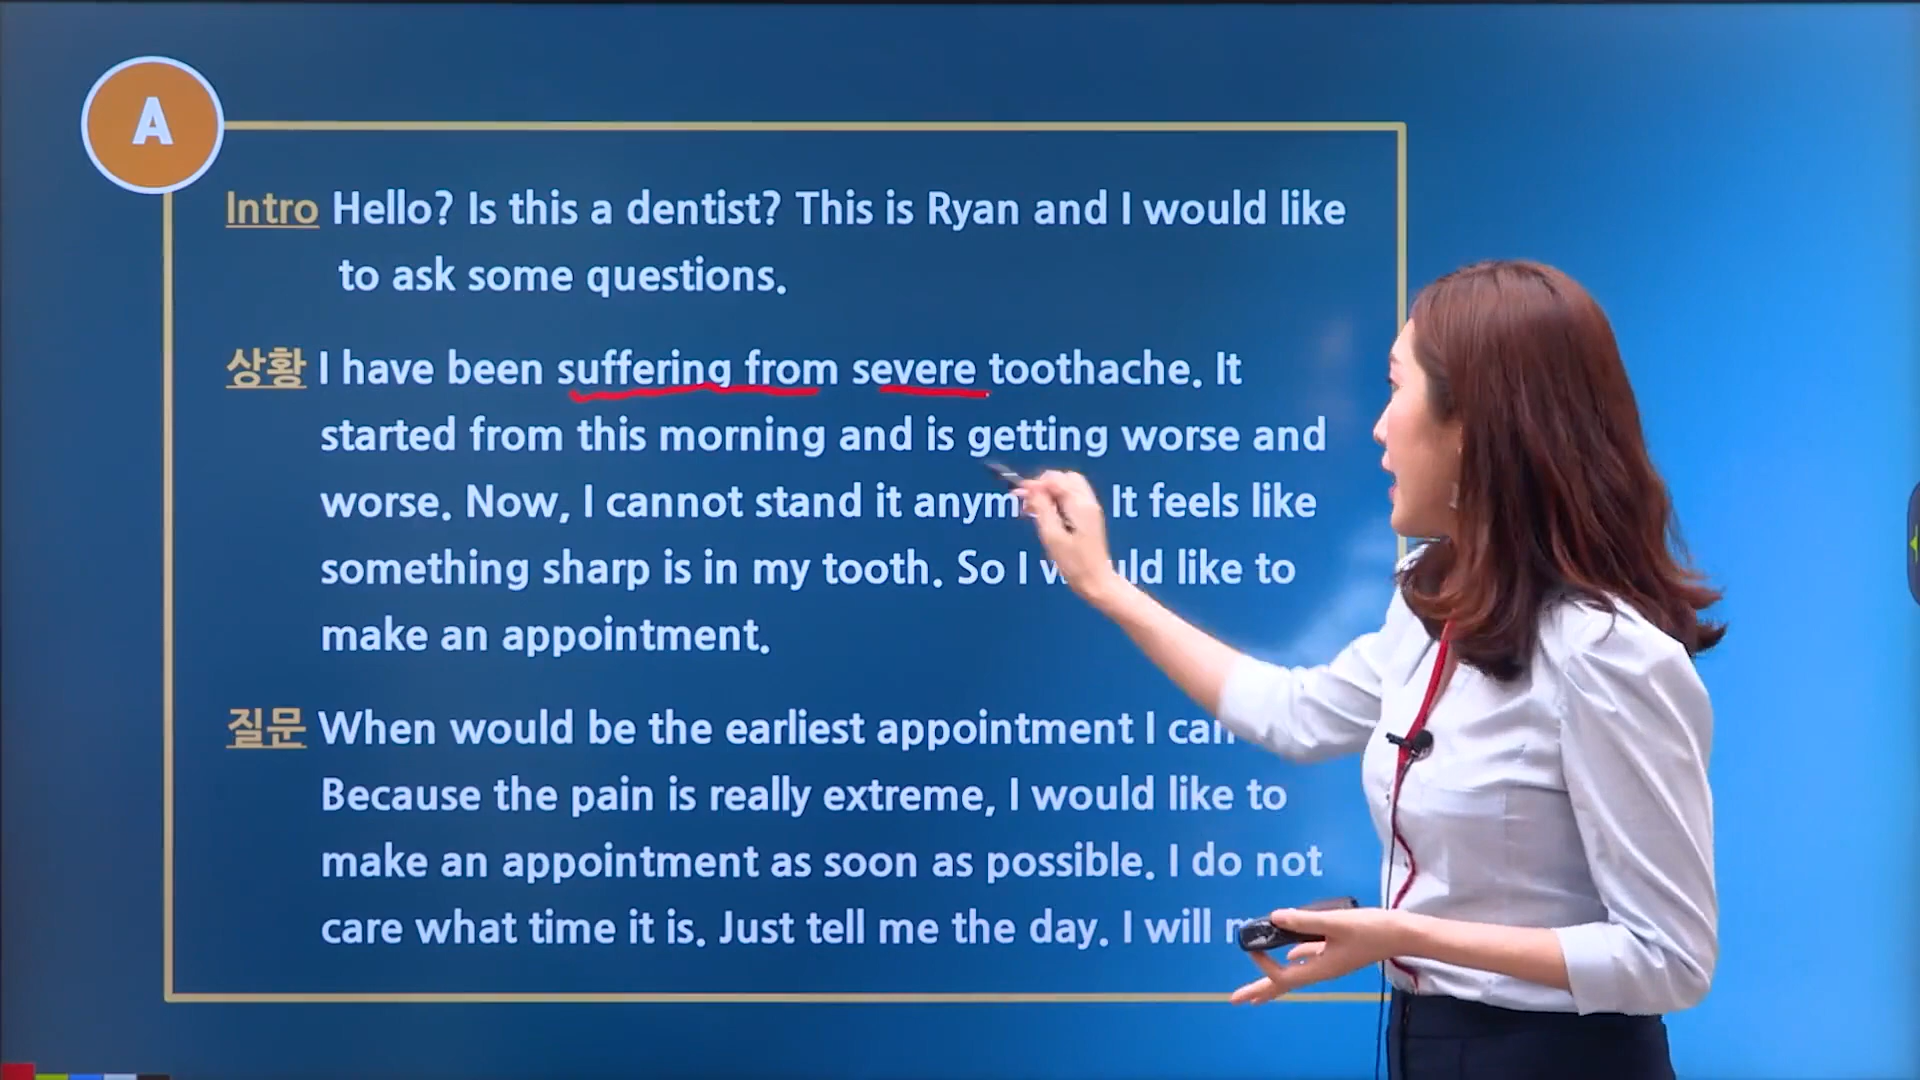 A
Intro Hello? Is this a dentist? This is Ryan and I would like
to ask some questions.
상황 I have been suffering from severe toothache. It
started from this morning and is getting worse and
worse. Now, I cannot stand it It feels like
something sharp is in my tooth. So I would like to
make an appointment.
질문 When would be the earliest appointment I can
Because the pain is really extreme, I would like to
make an appointment as soon as possible. I do not
care what time it is. Just tell me the day. I will